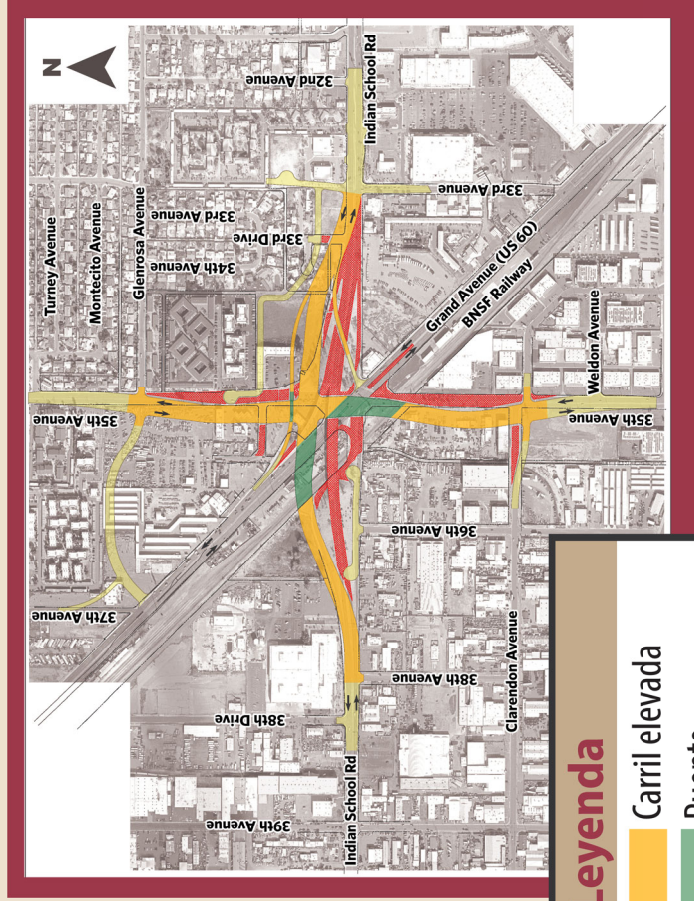 N
32nd Avenue
Indian School Rd
Turney Avenue
Montecito Avenue
Glenrosa Avenue
33rd Avenue
33rd Drive
34th Avenue
33rd Avenue
Grand Avenue (US 60)
BNSF Railway
35th Avenue
Weldon Avenue
35th Avenue
36th Avenue
37th Avenue
38th Avenue
Clarendon Avenue
38th Drive
Indian School Rd
39th Avenue
Leyenda
Carril elevada
Puente